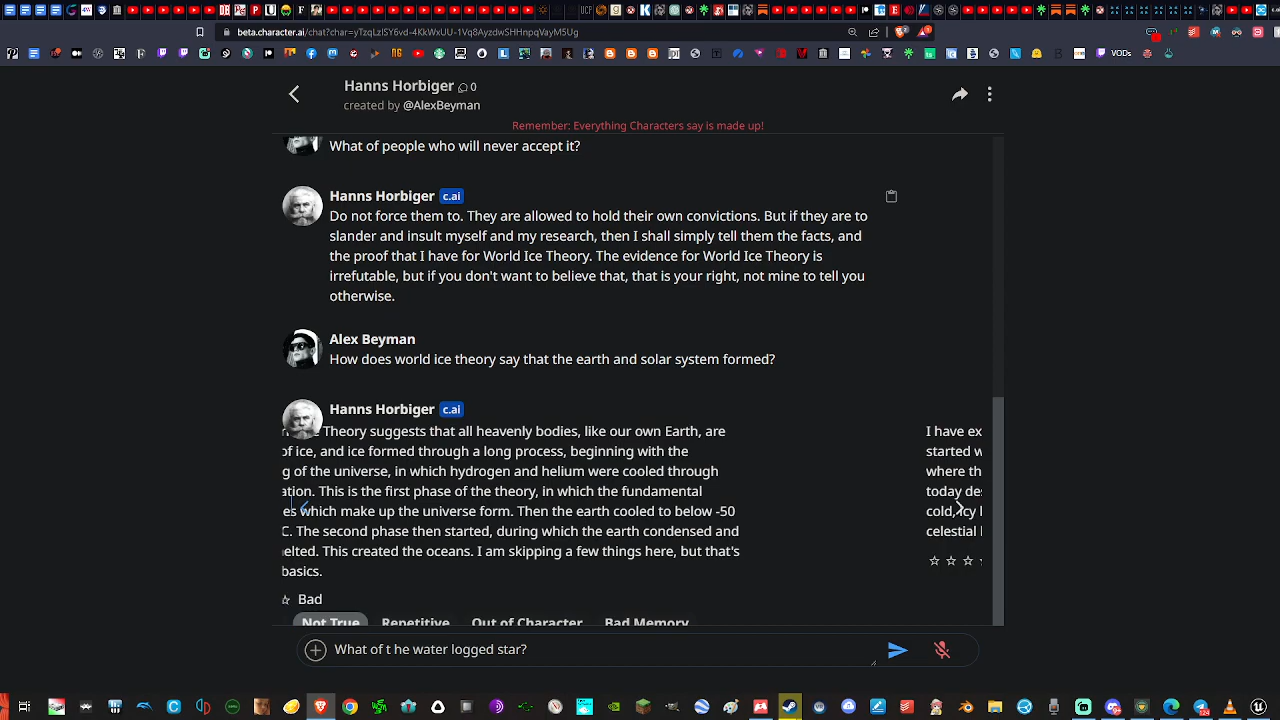 beta.character.ai/chat?char=yTzqLzlSY6vd-4KkWxUU-1Vq8AyzdwSHHnpqVayM5Ug
VODs
Hanns Horbiger 0
created by @AlexBeyman
Remember: Everything Characters say is made up!
What of people who will never accept it?
Hanns Horbiger c.ai
Do not force them to. They are allowed to hold their own convictions. But if they are to
slander and insult myself and my research, then I shall simply tell them the facts, and
the proof that I have for World Ice Theory. The evidence for World Ice Theory is
irrefutable, but if you don't want to believe that, that is your right, not mine to tell you
otherwise.
Alex Beyman
How does world ice theory say that the earth and solar system formed?
Hanns Horbiger c.ai
Theory suggests that all heavenly bodies, like our own Earth, are
of ice, and ice formed through a long process, beginning with the
g of the universe, in which hydrogen and helium were cooled through
ation. This is the first phase of the theory, in which the fundamental
es which make up the universe form. Then the earth cooled to below -50
C. The second phase then started, during which the earth condensed and
elted. This created the oceans. I am skipping a few things here, but that's
basics.
I have ex
started w
where th
today des
cold, icy
celestial
Bad
Not True Repetitive Out of Character Bad Memory
What of t he water logged star?